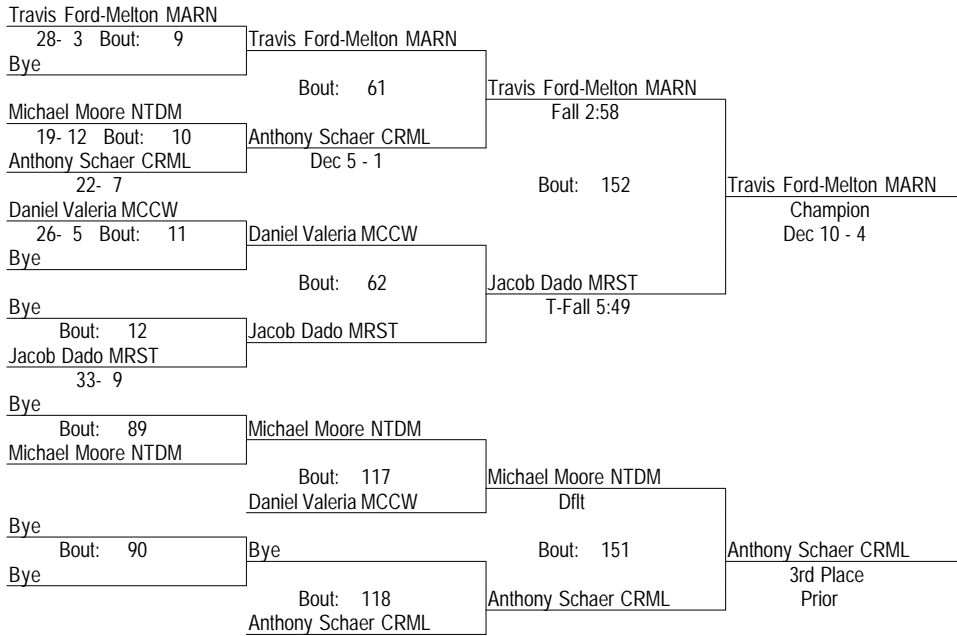 Travis Ford-Melton MARN
28- 3 Bout: 9
Travis Ford-Melton MARN
Bye
Bout: 61
Travis Ford-Melton MARN
Fall 2:58
Michael Moore NTDM
19- 12 Bout: 10
Anthony Schaer CRML
Anthony Schaer CRML
Dec 5 - 1
22- 7
Bout: 152
Travis Ford-Melton MARN
Champion
Dec 10 - 4
Daniel Valeria MCCW
26- 5 Bout: 11
Daniel Valeria MCCW
Bye
Bout: 62
Jacob Dado MRST
T-Fall 5:49
Bye
Bout: 12
Jacob Dado MRST
Jacob Dado MRST
33- 9
Bye
Bout: 89
Michael Moore NTDM
Michael Moore NTDM
Bout: 117
Michael Moore NTDM
Dflt
Daniel Valeria MCCW
Bye
Bout: 90
Bye
Bout: 151
Anthony Schaer CRML
3rd Place
Prior
Bye
Bout: 118
Anthony Schaer CRML
Anthony Schaer CRML